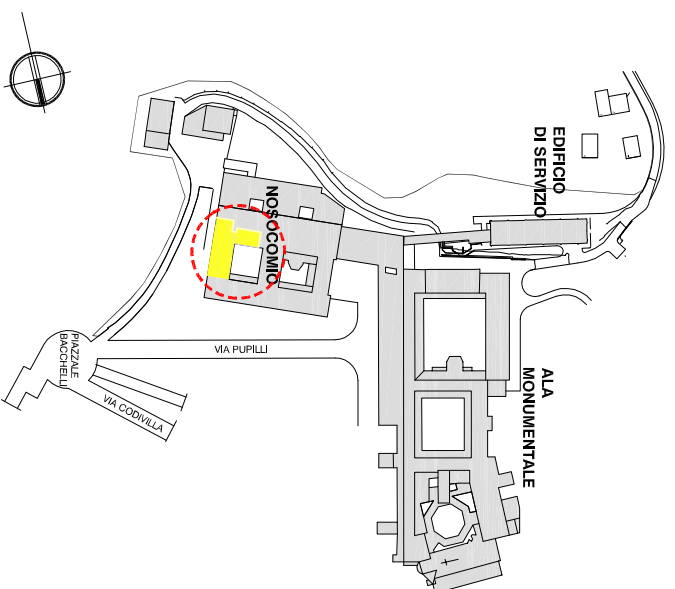 EDIFICIO
DI SERVIZIO
NOSOCOMIO
VIA PUPILLI
PIAZZALE
BACCHELLI
VIA CODIVILLA
ALA
MONUMENTALE